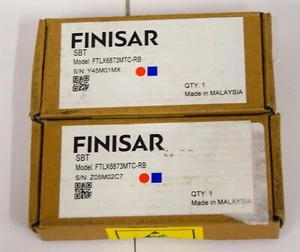 FINISAR
SBT
Model: FTLX6873MTC-RB
S/N: Y45M01MX
QTY: 1
Made in MALAYSIA
FINISAR
SBT
Model: FTLX6873MTC-RB
S/N: Z05M02C7
QTY: 1
Made in MALAYSIA